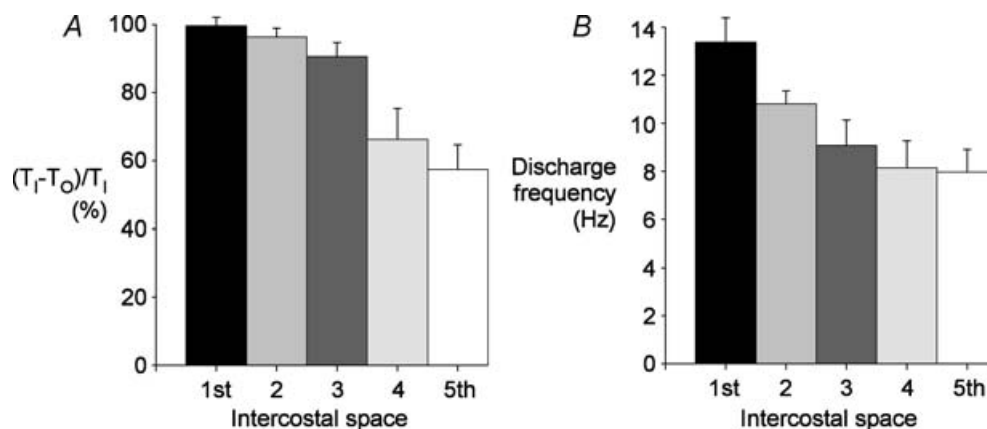 A
100
80
60
40
20
0
(TI-TO)/TI
(%)
1st 2 3 4 5th
Intercostal space
B
14
12
10
8
6
4
2
0
Discharge
frequency
(Hz)
1st 2 3 4 5th
Intercostal space